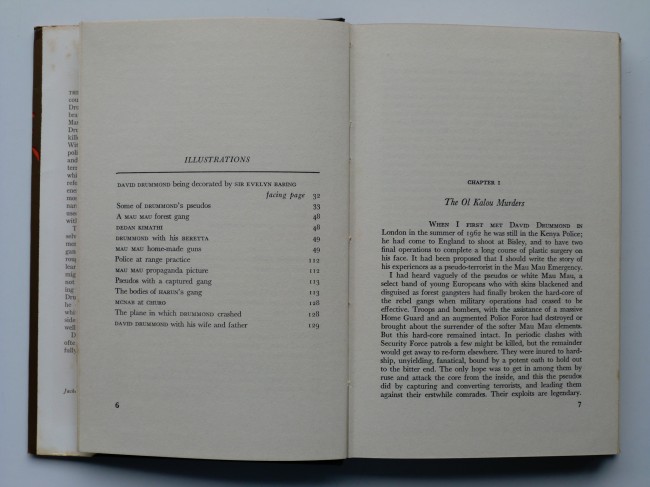 ILLUSTRATIONS
DAVID DRUMMOND being decorated by SIR EVELYN BARING
facing page 32
Some of DRUMMOND's pseudos 33
A MAU MAU forest gang 48
DEDAN KIMATHI 48
DRUMMOND with his BERETTA 49
MAU MAU home-made guns 49
Police at range practice 112
MAU MAU propaganda picture 112
Pseudos with a captured gang 113
The bodies of HARUN's gang 113
MCNAB at CHURO 128
The plane in which DRUMMOND crashed 128
DAVID DRUMMOND with his wife and father 129
6
CHAPTER I
The Ol Kalou Murders
WHEN I FIRST MET DAVID DRUMMOND IN
London in the summer of 1962 he was still in the Kenya Police;
he had come to England to shoot at Bisley, and to have two
final operations to complete a long course of plastic surgery on
his face. It had been proposed that I should write the story of
his experiences as a pseudo-terrorist in the Mau Mau Emergency.
I had heard vaguely of the pseudos or white Mau Mau, a
select band of young Europeans who with skins blackened and
disguised as forest gangsters had finally broken the hard-core of
the rebel gangs when military operations had ceased to be
effective. Troops and bombers, with the assistance of a massive
Home Guard and an augmented Police Force had destroyed or
brought about the surrender of the softer Mau Mau elements.
But this hard-core remained intact. In periodic clashes with
Security Force patrols a few might be killed, but the remainder
would get away to re-form elsewhere. They were inured to hard-
ship, unyielding, fanatical, bound by a potent oath to hold out
to the bitter end. The only hope was to get in among them by
ruse and attack the core from the inside, and this the pseudos
did by capturing and converting terrorists, and leading them
against their erstwhile comrades. Their exploits are legendary.
7